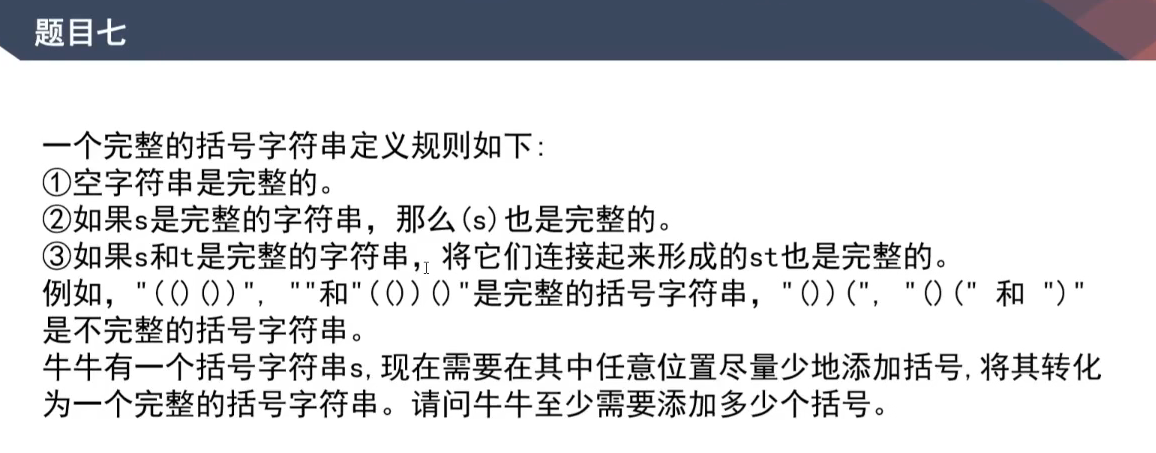 题目七
一个完整的括号字符串定义规则如下:
①空字符串是完整的。
②如果s是完整的字符串，那么(s)也是完整的。
③如果s和t是完整的字符串，将它们连接起来形成的st也是完整的。
例如，"(()())", ""和"(())()"是完整的括号字符串，"())(", "()(" 和 ")"
是不完整的括号字符串。
牛牛有一个括号字符串s,现在需要在其中任意位置尽量少地添加括号,将其转化
为一个完整的括号字符串。请问牛牛至少需要添加多少个括号。